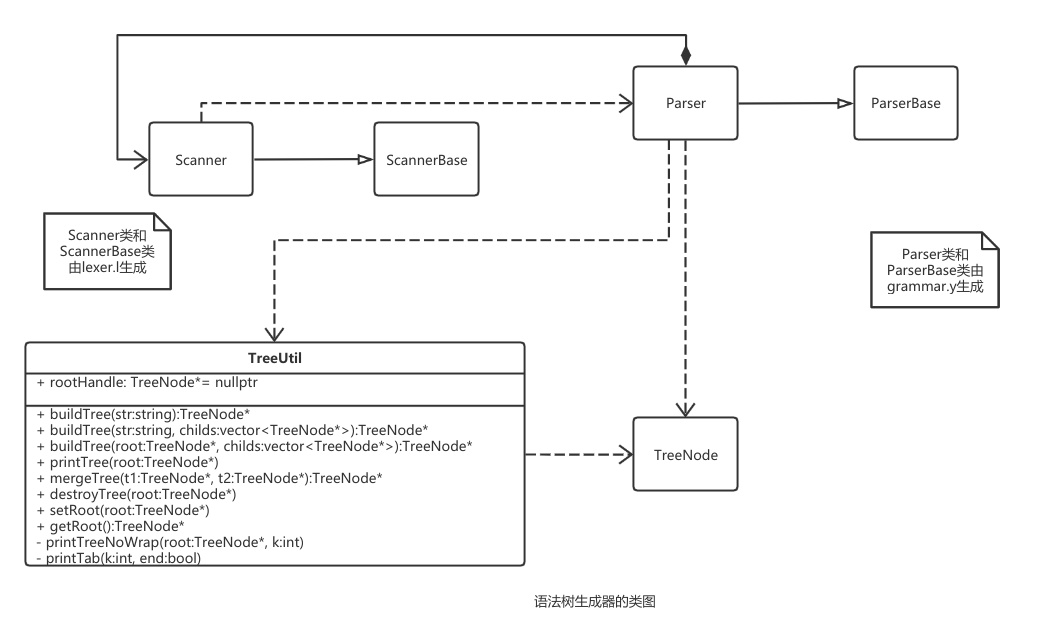 Parser
ParserBase
Scanner
ScannerBase
Scanner类和
ScannerBase类
由lexer.l生成
Parser类和
ParserBase类由
grammar.y生成
TreeUtil
+ rootHandle: TreeNode*= nullptr
+ buildTree(str:string):TreeNode*
+ buildTree(str:string, childs:vector<TreeNode*>):TreeNode*
+ buildTree(root:TreeNode*, childs:vector<TreeNode*>):TreeNode*
+ printTree(root:TreeNode*)
+ mergeTree(t1:TreeNode*, t2:TreeNode*):TreeNode*
+ destroyTree(root:TreeNode*)
+ setRoot(root:TreeNode*)
+ getRoot():TreeNode*
- printTreeNoWrap(root:TreeNode*, k:int)
- printTab(k:int, end:bool)
TreeNode
语法树生成器的类图